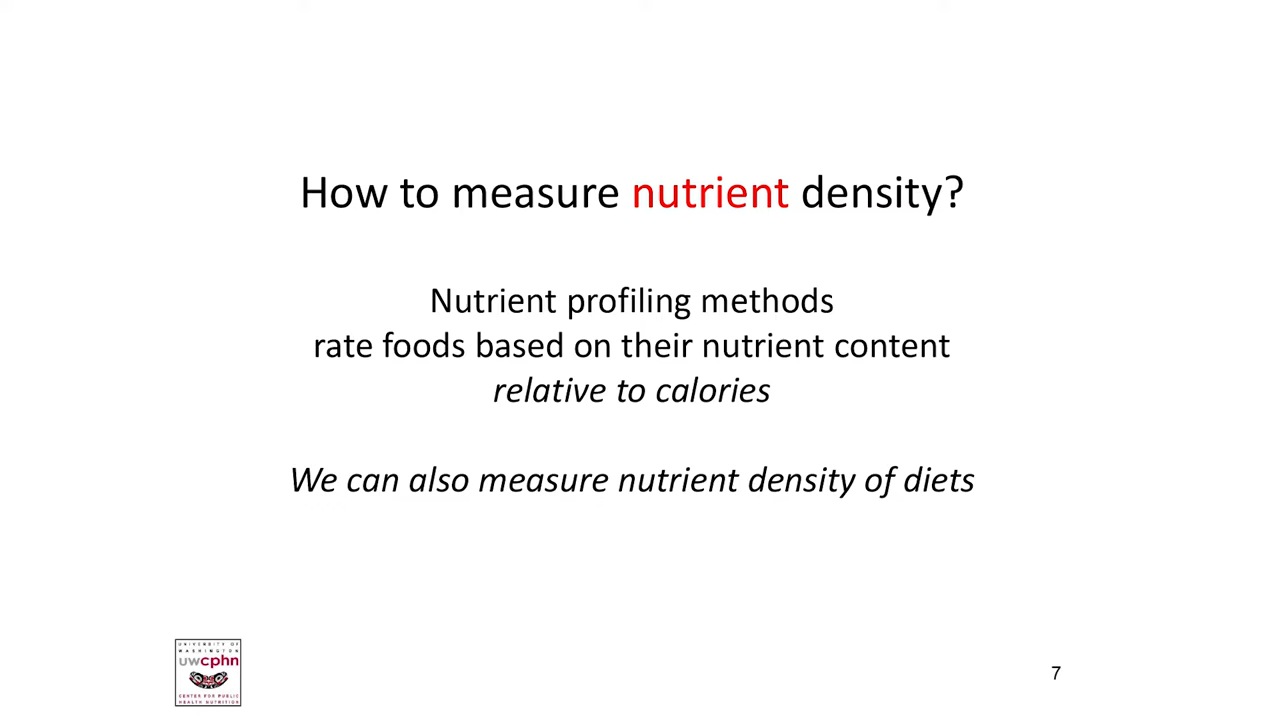 How to measure nutrient density?
Nutrient profiling methods
rate foods based on their nutrient content
relative to calories
We can also measure nutrient density of diets
UNIVERSITY OF
WASHINGTON
uwcphn
CENTER FOR PUBLIC
HEALTH NUTRITION
7